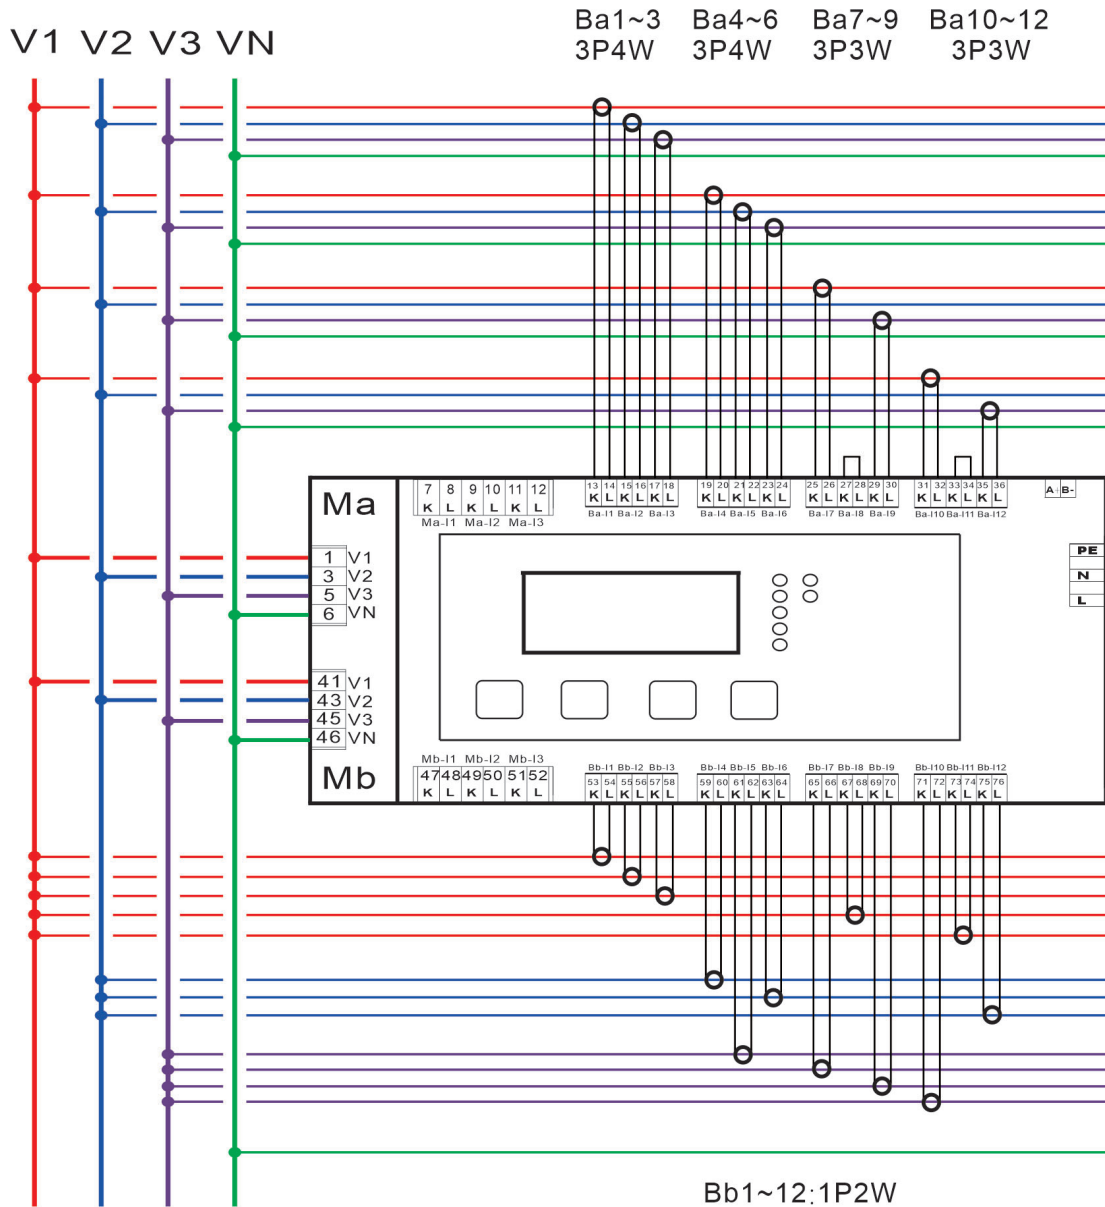 V1 V2 V3 VN
Ba1~3 Ba4~6 Ba7~9 Ba10~12
3P4W 3P4W 3P3W 3P3W
Ma
7 8 9 10 11 12
K L K L K L
Ma-I1 Ma-I2 Ma-I3
13 14 15 16 17 18
K L K L K L
Ba-I1 Ba-I2 Ba-I3
19 20 21 22 23 24
K L K L K L
Ba-I4 Ba-I5 Ba-I6
25 26 27 28 29 30
K L K L K L
Ba-I7 Ba-I8 Ba-I9
31 32 33 34 35 36
K L K L K L
Ba-I10 Ba-I11 Ba-I12
A+ B-
1 V1
3 V2
5 V3
6 VN
PE
N
L
41 V1
43 V2
45 V3
46 VN
Mb
Mb-I1 Mb-I2 Mb-I3
47 48 49 50 51 52
K L K L K L
Bb-I1 Bb-I2 Bb-I3
53 54 55 56 57 58
K L K L K L
Bb-I4 Bb-I5 Bb-I6
59 60 61 62 63 64
K L K L K L
Bb-I7 Bb-I8 Bb-I9
65 66 67 68 69 70
K L K L K L
Bb-I10 Bb-I11 Bb-I12
71 72 73 74 75 76
K L K L K L
Bb1~12:1P2W